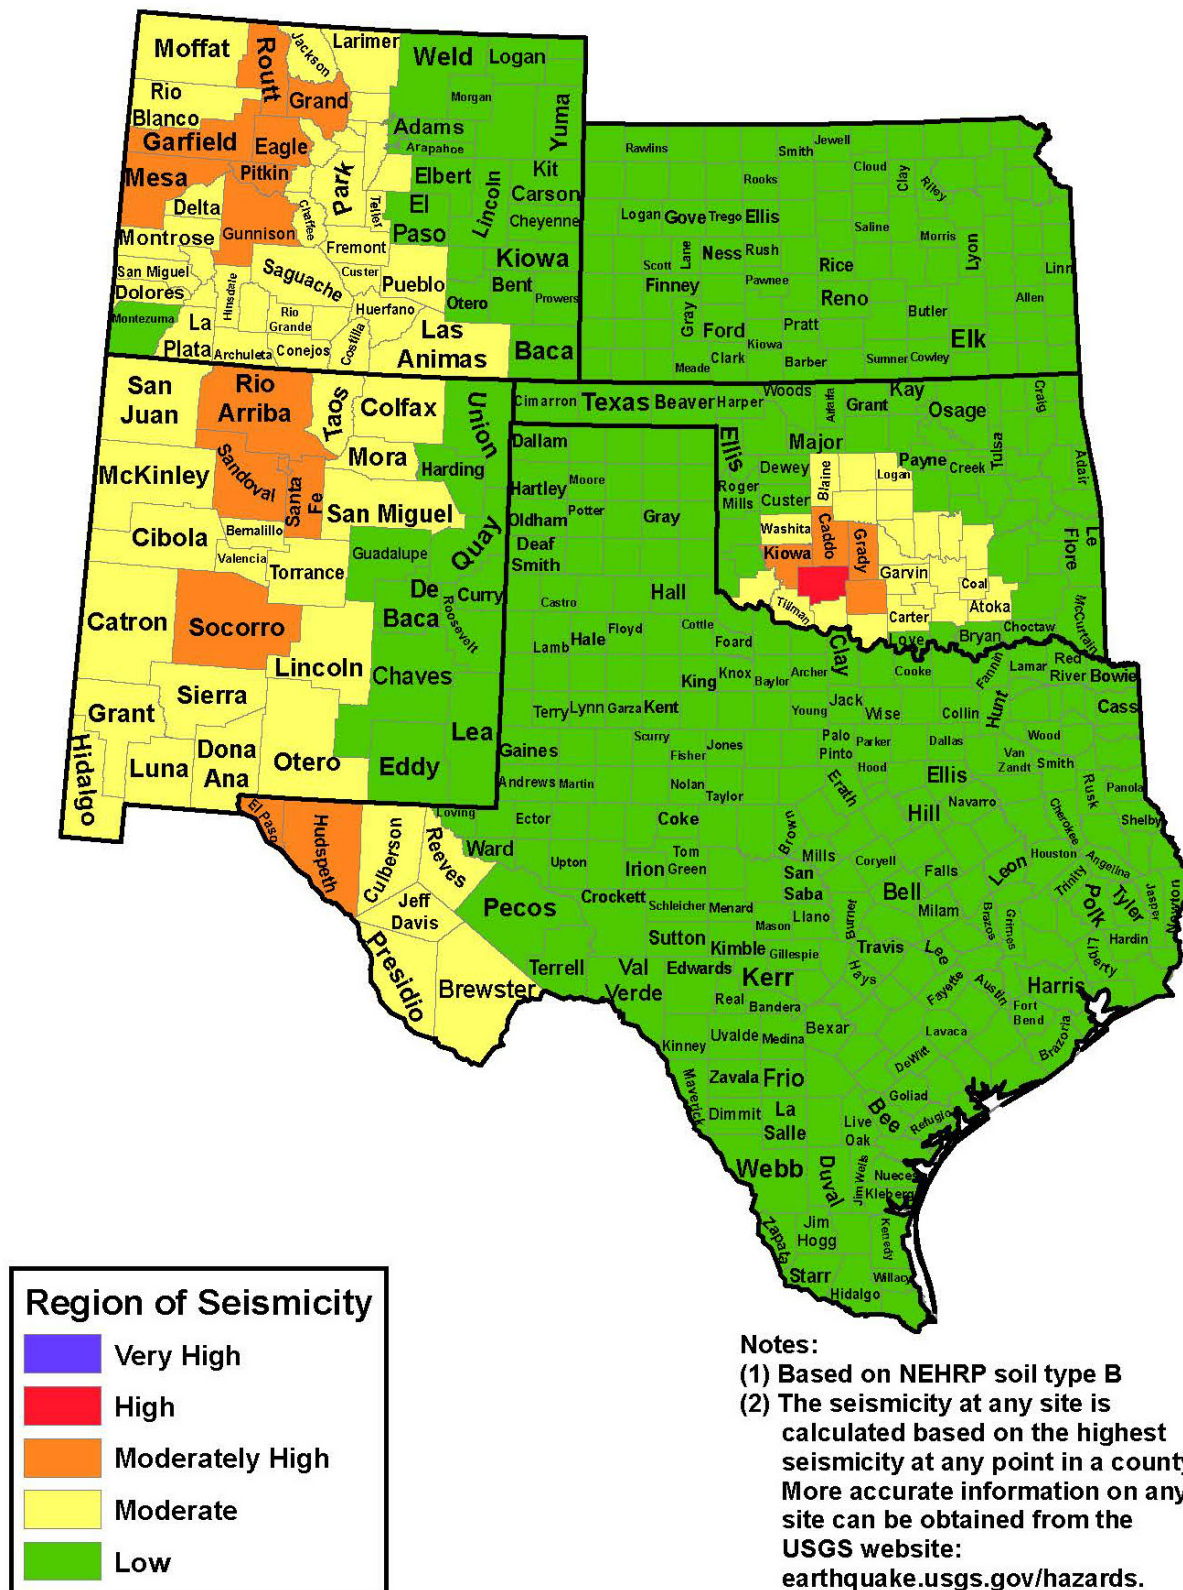 Moffat
Routt
Jackson
Larimer
Weld
Logan
Rio
Blanco
Grand
Morgan
Yuma
Garfield
Eagle
Adams
Arapahoe
Mesa
Pitkin
Park
Elbert
Kit
Carson
Delta
Chaffee
Teller
El
Paso
Lincoln
Cheyenne
Montrose
Gunnison
Fremont
Kiowa
San Miguel
Saguache
Custer
Pueblo
Bent
Prowers
Dolores
Hinsdale
Otero
Montezuma
La
Plata
Rio
Grande
Huerfano
Archuleta
Conejos
Costilla
Las
Animas
Baca
Rawlins
Smith
Jewell
Cloud
Clay
Riley
Rooks
Logan
Gove
Trego
Ellis
Saline
Morris
Lyon
Lane
Ness
Rush
Scott
Finney
Pawnee
Rice
Linn
Reno
Allen
Gray
Ford
Pratt
Butler
Kiowa
Elk
Meade
Clark
Barber
Sumner
Cowley
San
Juan
Rio
Arriba
Taos
Colfax
Union
McKinley
Sandoval
Mora
Harding
Santa
Fe
San Miguel
Cibola
Bernalillo
Valencia
Torrance
Guadalupe
Quay
De
Baca
Curry
Roosevelt
Catron
Socorro
Lincoln
Chaves
Sierra
Grant
Hidalgo
Luna
Dona
Ana
Otero
Eddy
Lea
Cimarron
Texas
Beaver
Harper
Woods
Alfalfa
Grant
Kay
Osage
Craig
Ellis
Major
Dewey
Blaine
Logan
Payne
Creek
Tulsa
Adair
Roger
Mills
Custer
Washita
Caddo
Grady
Kiowa
Garvin
Coal
Le
Flore
Tillman
Carter
Atoka
Love
Bryan
Choctaw
McCurtain
Dallam
Hartley
Moore
Oldham
Potter
Gray
Deaf
Smith
Castro
Hall
Lamb
Hale
Floyd
Cottle
Foard
Clay
King
Knox
Baylor
Archer
Cooke
Fannin
Lamar
Red
River
Bowie
Terry
Lynn
Garza
Kent
Young
Jack
Wise
Collin
Hunt
Cass
Gaines
Scurry
Fisher
Jones
Palo
Pinto
Parker
Dallas
Van
Zandt
Wood
Smith
Andrews
Martin
Nolan
Taylor
Erath
Hood
Ellis
Navarro
Rusk
Panola
El Paso
Hudspeth
Culberson
Reeves
Loving
Ward
Ector
Coke
Brown
Hill
Cherokee
Shelby
Upton
Irion
Tom
Green
Mills
Coryell
Falls
Leon
Houston
Angelina
Jeff
Davis
Pecos
Crockett
Schleicher
Menard
San
Saba
Bell
Milam
Trinity
Polk
Tyler
Jasper
Newton
Mason
Llano
Burnet
Brazos
Grimes
Hardin
Presidio
Sutton
Kimble
Gillespie
Travis
Lee
Liberty
Brewster
Terrell
Val
Verde
Edwards
Kerr
Hays
Fayette
Austin
Harris
Real
Bandera
Fort
Bend
Kinney
Uvalde
Medina
Bexar
Lavaca
Brazoria
Maverick
Zavala
Frio
DeWitt
Dimmit
La
Salle
Bee
Goliad
Refugio
Live
Oak
Webb
Duval
Jim Wells
Nueces
Kleberg
Zapata
Jim
Hogg
Kenedy
Starr
Willacy
Hidalgo
Region of Seismicity
Very High
High
Moderately High
Moderate
Low
Notes:
(1) Based on NEHRP soil type B
(2) The seismicity at any site is
calculated based on the highest
seismicity at any point in a county
More accurate information on any
site can be obtained from the
USGS website:
earthquake.usgs.gov/hazards.